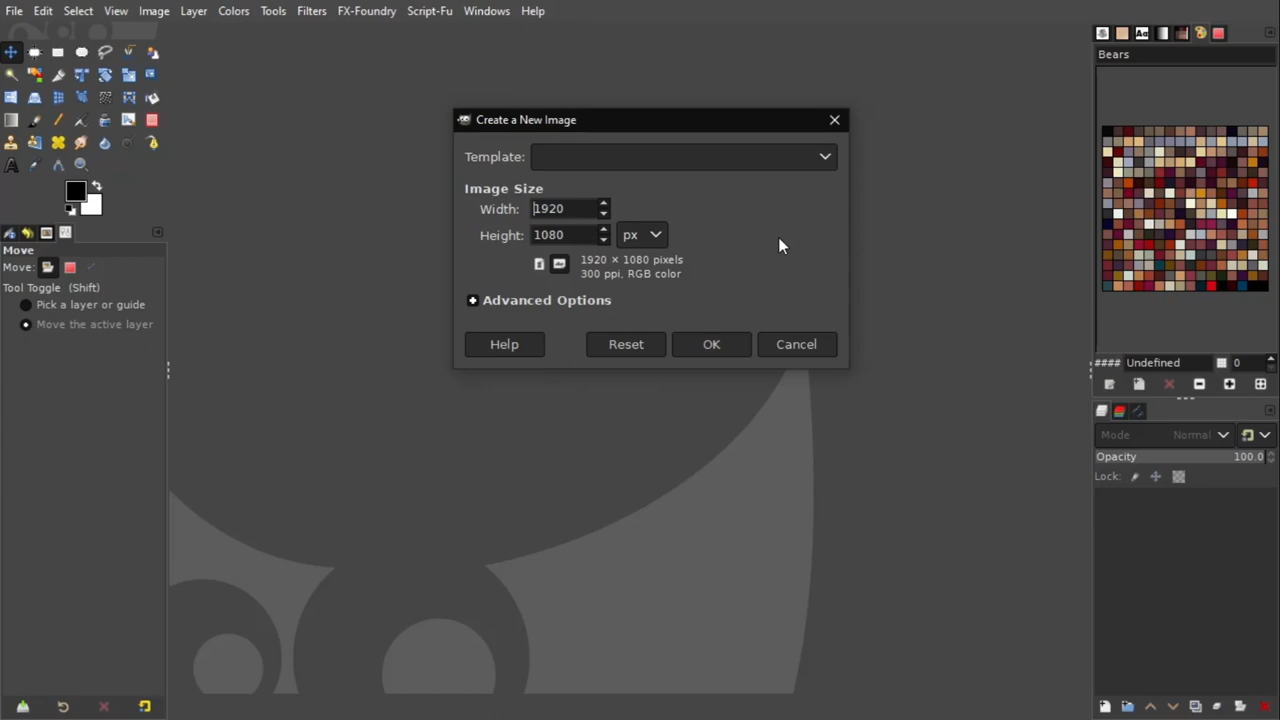 File Edit Select View Image Layer Colors Tools Filters FX-Foundry Script-Fu Windows Help
Create a New Image
Template:
Image Size
Width: 1920
Height: 1080 px
1920 × 1080 pixels
300 ppi, RGB color
Advanced Options
Help Reset OK Cancel
Move
Move:
Tool Toggle (Shift)
Pick a layer or guide
Move the active layer
Aa
Bears
#### Undefined 0
Mode Normal
Opacity 100.0
Lock: